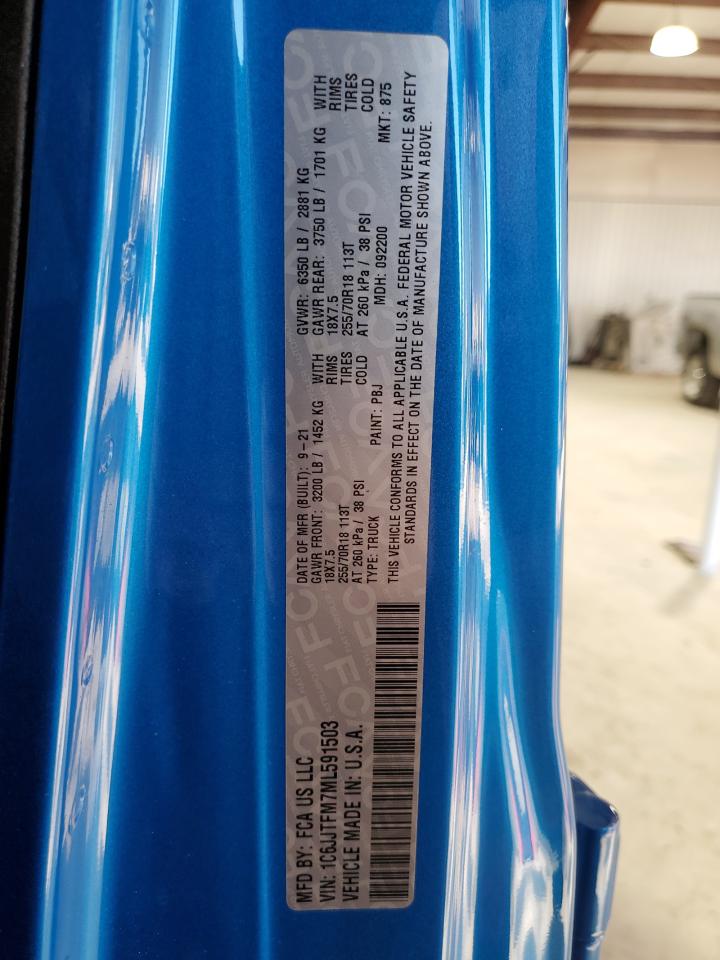 MFD BY: FCA US LLC
VIN: 1C6JJTFM7ML591503
VEHICLE MADE IN: U.S.A.
DATE OF MFR (BUILT): 9-21 GVWR: 6350 LB / 2881 KG
GAWR FRONT: 3200 LB / 1452 KG WITH GAWR REAR: 3750 LB / 1701 KG WITH
18X7.5 RIMS 18X7.5 RIMS
255/70R18 113T TIRES 255/70R18 113T TIRES
AT 260 kPa / 38 PSI COLD AT 260 kPa / 38 PSI COLD
TYPE: TRUCK PAINT: PBJ MDH: 092200 MKT: 875
THIS VEHICLE CONFORMS TO ALL APPLICABLE U.S.A. FEDERAL MOTOR VEHICLE SAFETY
STANDARDS IN EFFECT ON THE DATE OF MANUFACTURE SHOWN ABOVE.